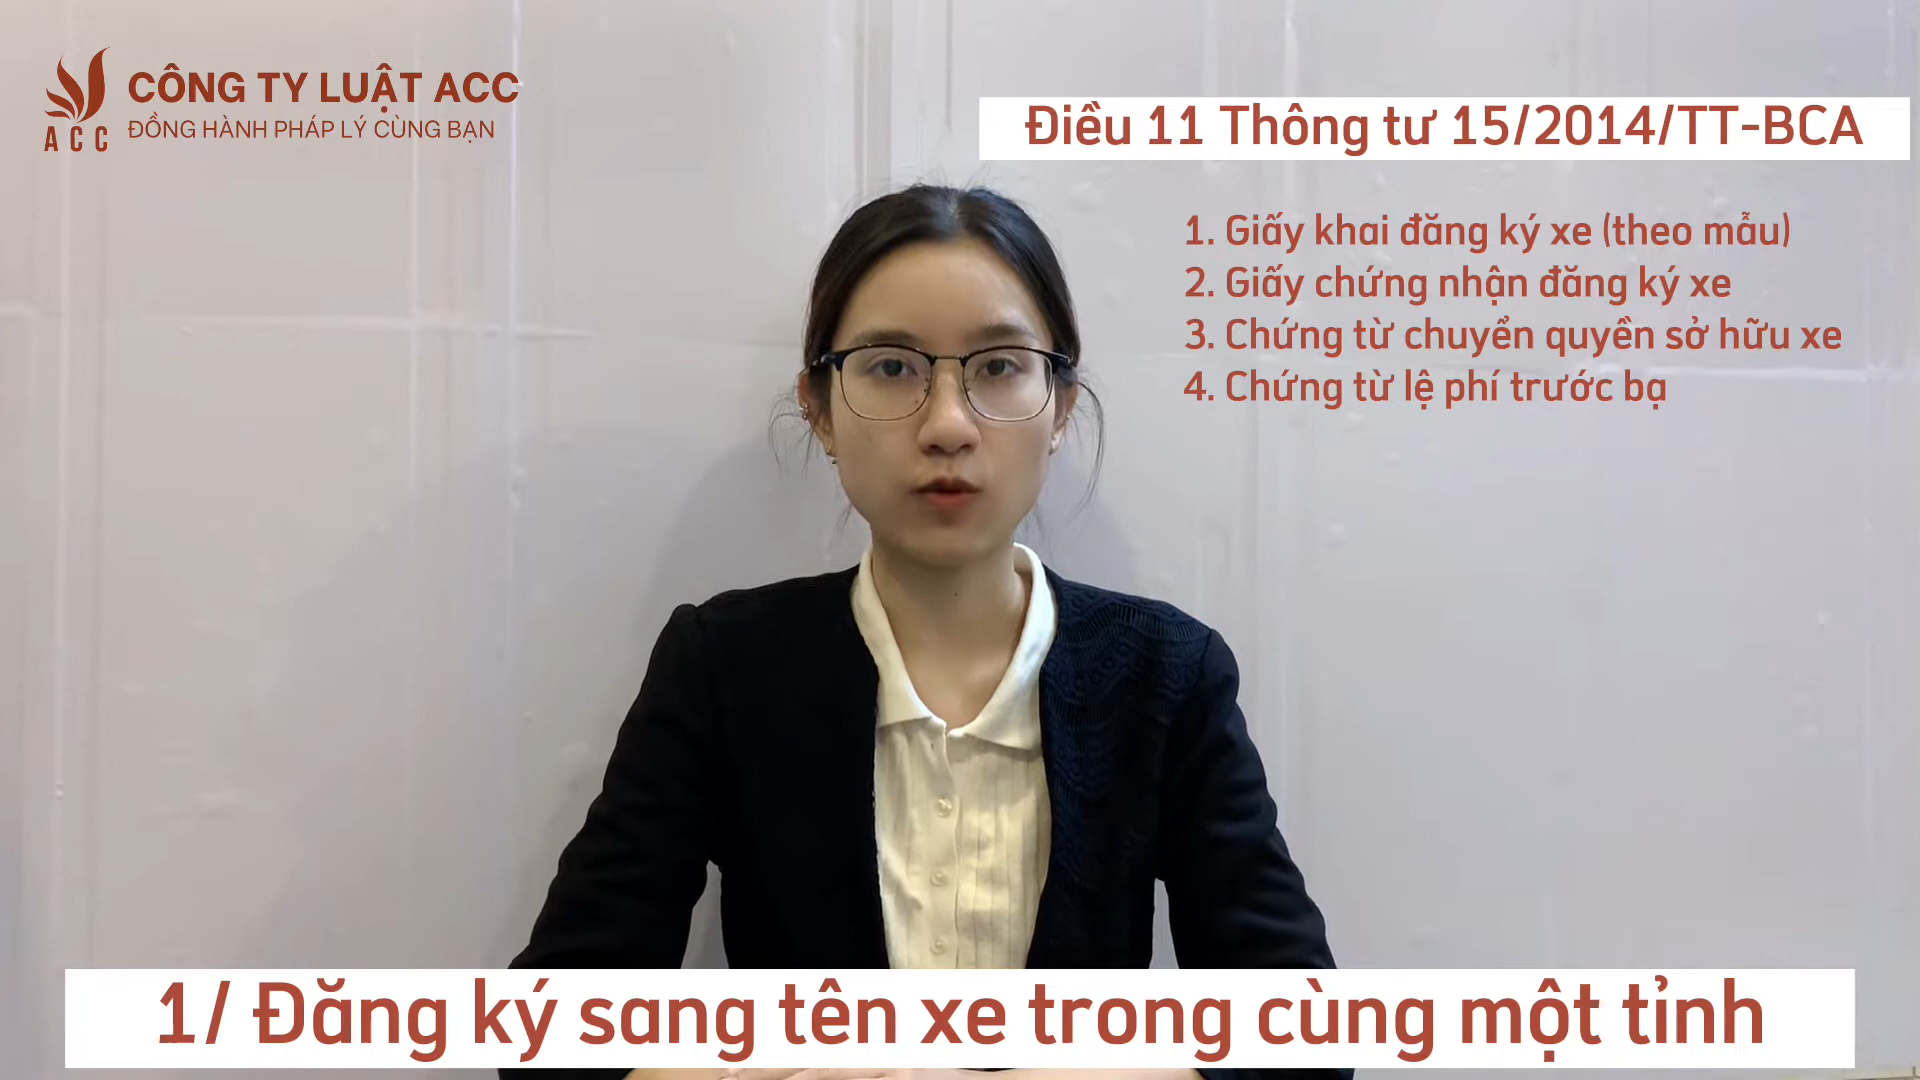 CÔNG TY LUẬT ACC
ĐỒNG HÀNH PHÁP LÝ CÙNG BẠN
ACC
Điều 11 Thông tư 15/2014/TT-BCA
1. Giấy khai đăng ký xe (theo mẫu)
2. Giấy chứng nhận đăng ký xe
3. Chứng từ chuyển quyền sở hữu xe
4. Chứng từ lệ phí trước bạ
1/ Đăng ký sang tên xe trong cùng một tỉnh